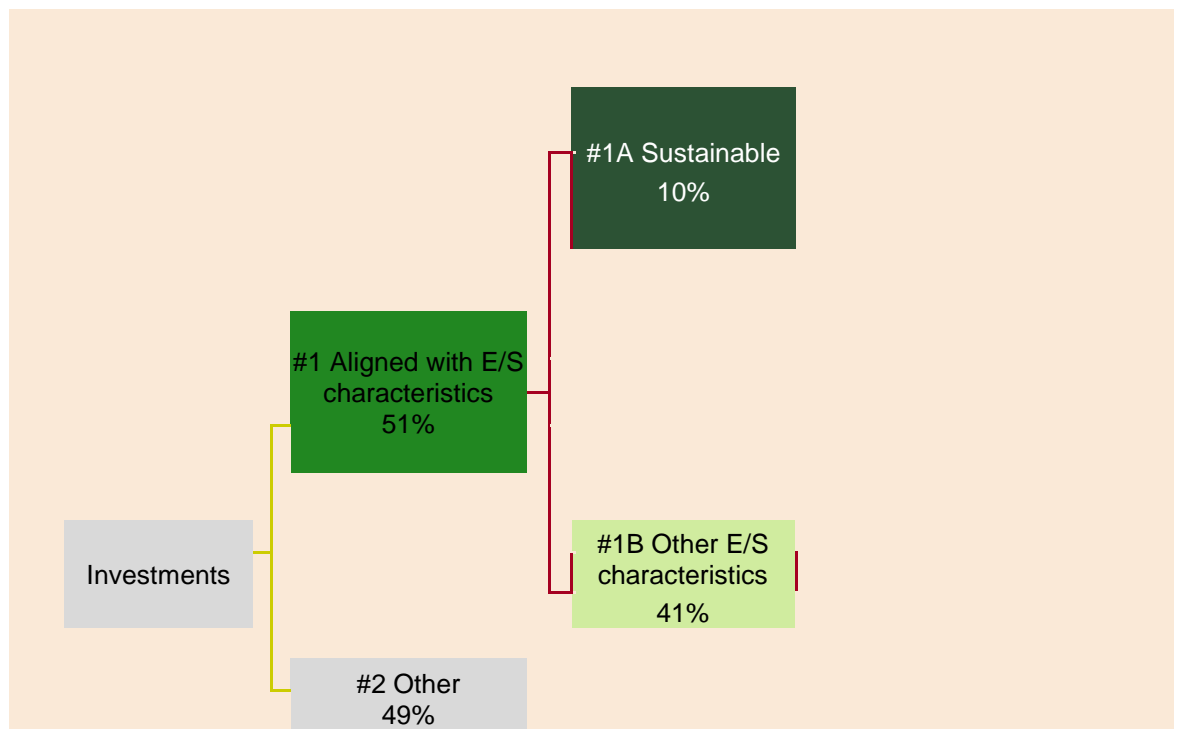 #1A Sustainable
10%
#1 Aligned with E/S
characteristics
51%
#1B Other E/S
characteristics
41%
Investments
#2 Other
49%